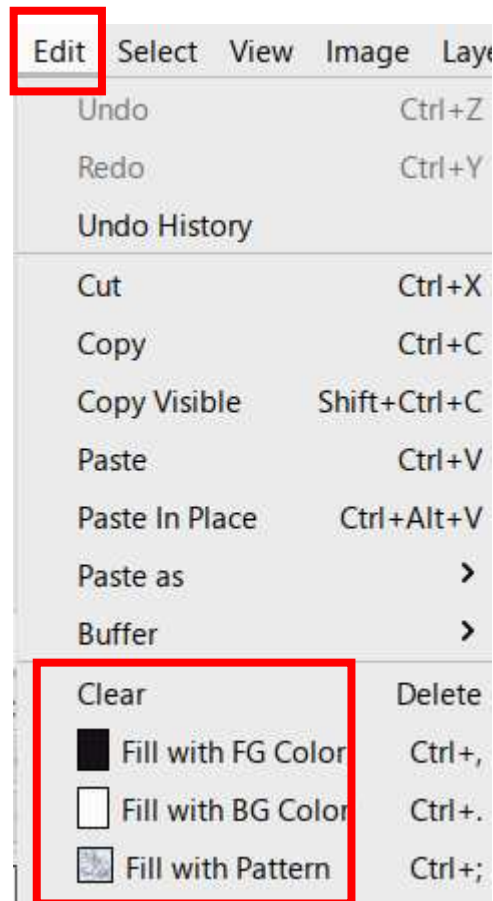 Edit Select View Image Laye
Undo Ctrl+Z
Redo Ctrl+Y
Undo History
Cut Ctrl+X
Copy Ctrl+C
Copy Visible Shift+Ctrl+C
Paste Ctrl+V
Paste In Place Ctrl+Alt+V
Paste as
Buffer
Clear Delete
Fill with FG Color Ctrl+,
Fill with BG Color Ctrl+.
Fill with Pattern Ctrl+;